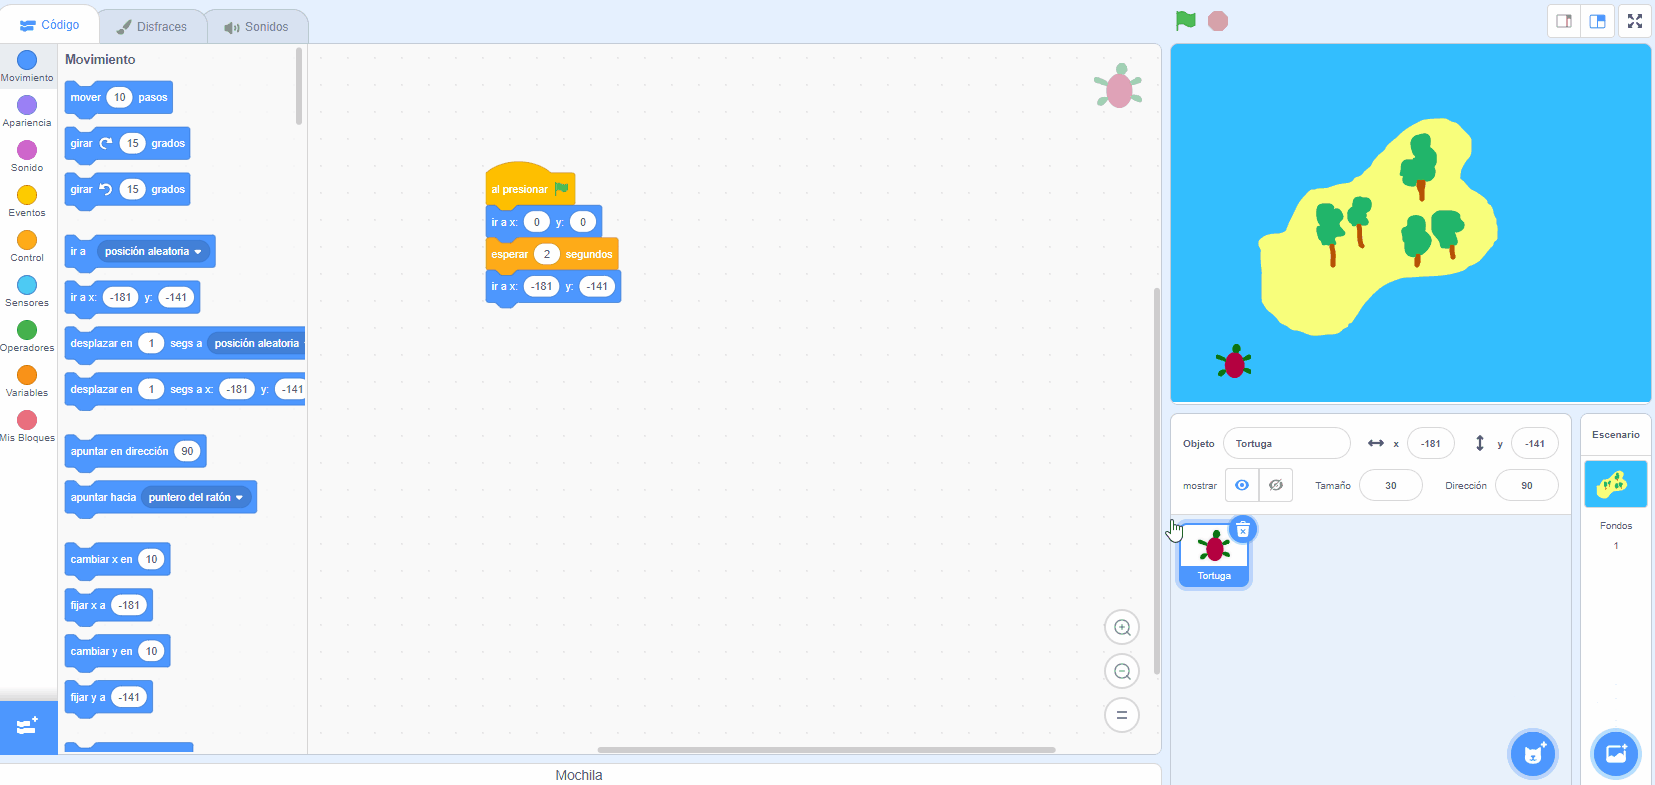 Código
Disfraces
Sonidos
Movimiento
Apariencia
Sonido
Eventos
Control
Sensores
Operadores
Variables
Mis Bloques
Movimiento
mover 10 pasos
girar 15 grados
girar 15 grados
ir a posición aleatoria
ir a x: -181 y: -141
desplazar en 1 segs a posición aleatoria
desplazar en 1 segs a x: -181 y: -141
apuntar en dirección 90
apuntar hacia puntero del ratón
cambiar x en 10
fijar x a -181
cambiar y en 10
fijar y a -141
al presionar
ir a x: 0 y: 0
esperar 2 segundos
ir a x: -181 y: -141
Mochila
Objeto Tortuga x -181 y -141
mostrar Tamaño 30 Dirección 90
Tortuga
Escenario
Fondos
1